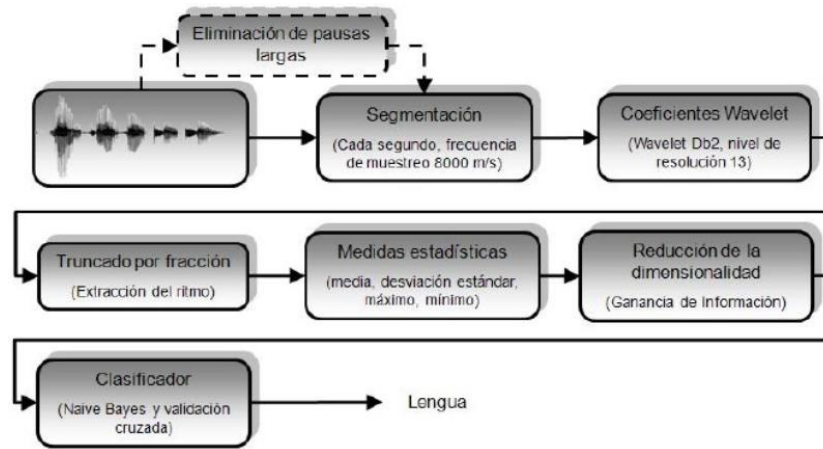 Eliminación de pausas
largas
Segmentación
(Cada segundo, frecuencia
de muestreo 8000 m/s)
Coeficientes Wavelet
(Wavelet Db2, nivel de
resolución 13)
Truncado por fracción
(Extracción del ritmo)
Medidas estadísticas
(media, desviación estándar,
máximo, mínimo)
Reducción de la
dimensionalidad
(Ganancia de Información)
Clasificador
(Naive Bayes y validación
cruzada)
Lengua